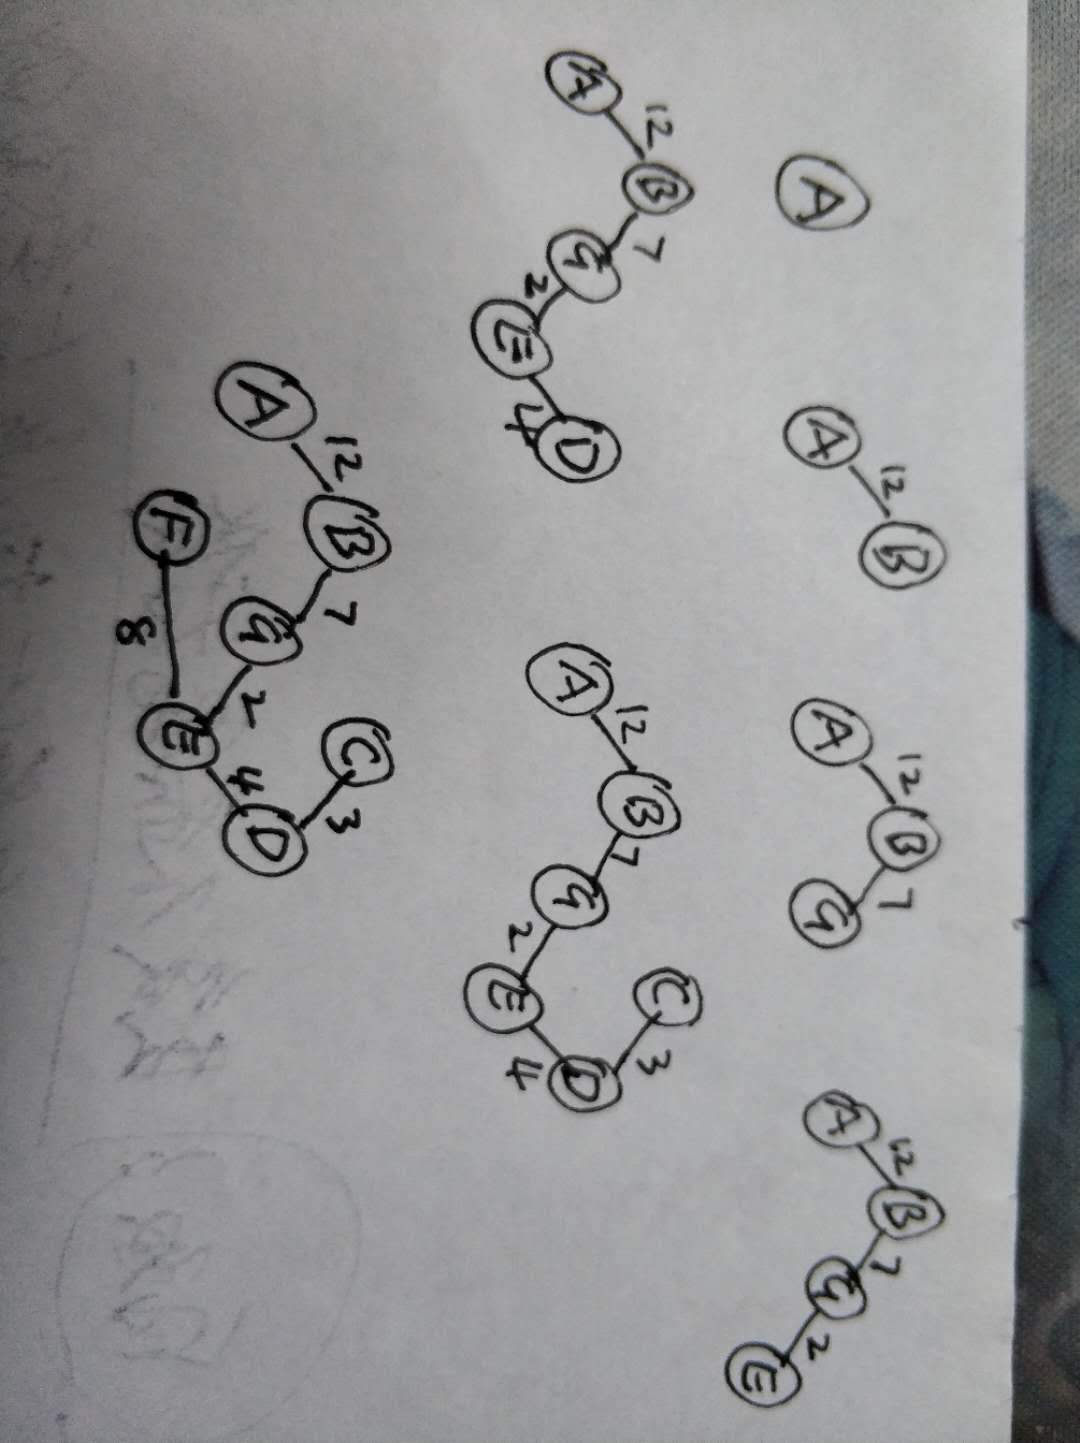 A
A 12 B
A 12 B 7 G
A 12 B 7 G 2 E
A 12 B 7 G 2 E 4 D
A 12 B 7 G 2 E 4 D 3 C
A 12 B 7 G 2 E 4 D 3 C 8 F